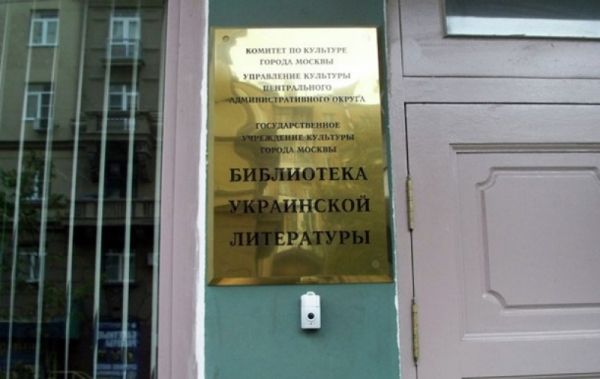 КОМИТЕТ ПО КУЛЬТУРЕ
ГОРОДА МОСКВЫ
УПРАВЛЕНИЕ КУЛЬТУРЫ
ЦЕНТРАЛЬНОГО
АДМИНИСТРАТИВНОГО ОКРУГА
ГОСУДАРСТВЕННОЕ
УЧРЕЖДЕНИЕ КУЛЬТУРЫ
ГОРОДА МОСКВЫ
БИБЛИОТЕКА
УКРАИНСКОЙ
ЛИТЕРАТУРЫ